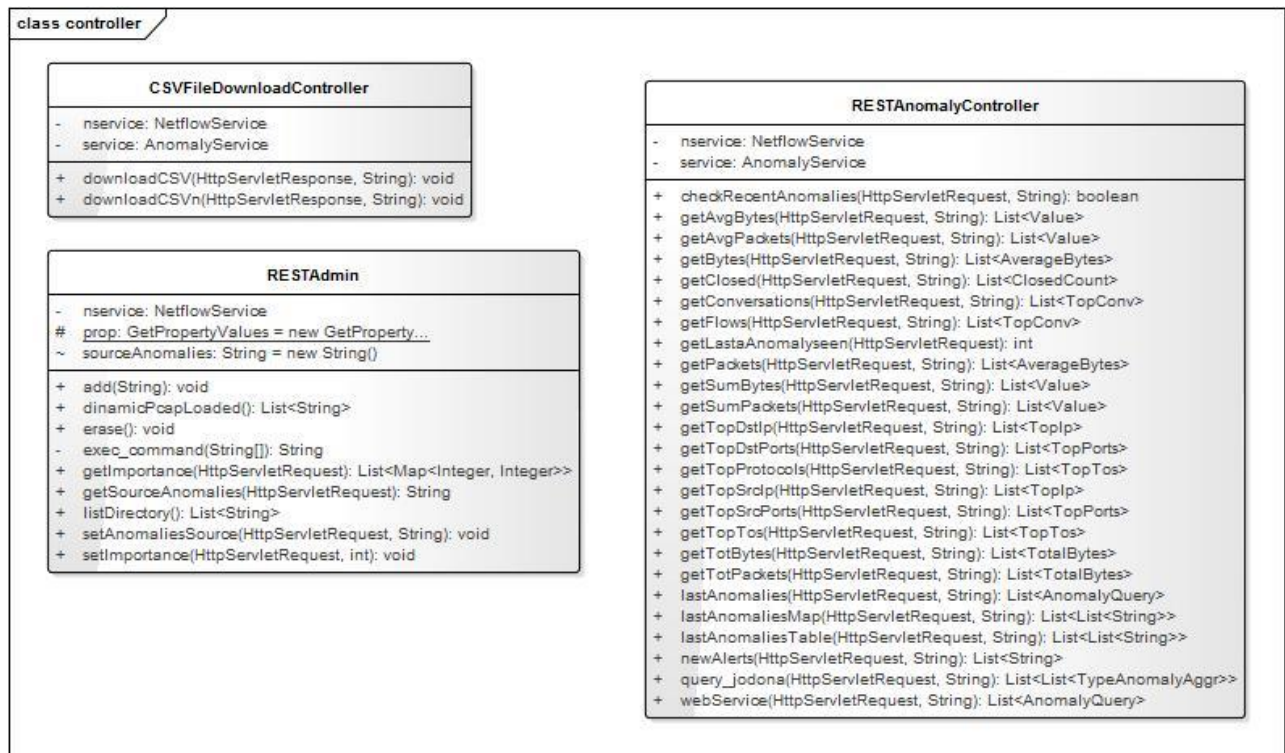 class controller
CSVFileDownloadController
- nservice: NetflowService
- service: AnomalyService
+ downloadCSV(HttpServletResponse, String): void
+ downloadCSVn(HttpServletResponse, String): void
RESTAdmin
- nservice: NetflowService
# prop: GetPropertyValues = new GetProperty...
~ sourceAnomalies: String = new String()
+ add(String): void
+ dinamicPcapLoaded(): List<String>
+ erase(): void
- exec_command(String[]): String
+ getImportance(HttpServletRequest): List<Map<Integer, Integer>>
+ getSourceAnomalies(HttpServletRequest): String
+ listDirectory(): List<String>
+ setAnomaliesSource(HttpServletRequest, String): void
+ setImportance(HttpServletRequest, int): void
RESTAnomalyController
- nservice: NetflowService
- service: AnomalyService
+ checkRecentAnomalies(HttpServletRequest, String): boolean
+ getAvgBytes(HttpServletRequest, String): List<Value>
+ getAvgPackets(HttpServletRequest, String): List<Value>
+ getBytes(HttpServletRequest, String): List<AverageBytes>
+ getClosed(HttpServletRequest, String): List<ClosedCount>
+ getConversations(HttpServletRequest, String): List<TopConv>
+ getFlows(HttpServletRequest, String): List<TopConv>
+ getLastaAnomalyseen(HttpServletRequest): int
+ getPackets(HttpServletRequest, String): List<AverageBytes>
+ getSumBytes(HttpServletRequest, String): List<Value>
+ getSumPackets(HttpServletRequest, String): List<Value>
+ getTopDstIp(HttpServletRequest, String): List<TopIp>
+ getTopDstPorts(HttpServletRequest, String): List<TopPorts>
+ getTopProtocols(HttpServletRequest, String): List<TopTos>
+ getTopSrcIp(HttpServletRequest, String): List<TopIp>
+ getTopSrcPorts(HttpServletRequest, String): List<TopPorts>
+ getTopTos(HttpServletRequest, String): List<TopTos>
+ getTotBytes(HttpServletRequest, String): List<TotalBytes>
+ getTotPackets(HttpServletRequest, String): List<TotalBytes>
+ lastAnomalies(HttpServletRequest, String): List<AnomalyQuery>
+ lastAnomaliesMap(HttpServletRequest, String): List<List<String>>
+ lastAnomaliesTable(HttpServletRequest, String): List<List<String>>
+ newAlerts(HttpServletRequest, String): List<String>
+ query_jodona(HttpServletRequest, String): List<List<TypeAnomalyAggr>>
+ webService(HttpServletRequest, String): List<AnomalyQuery>